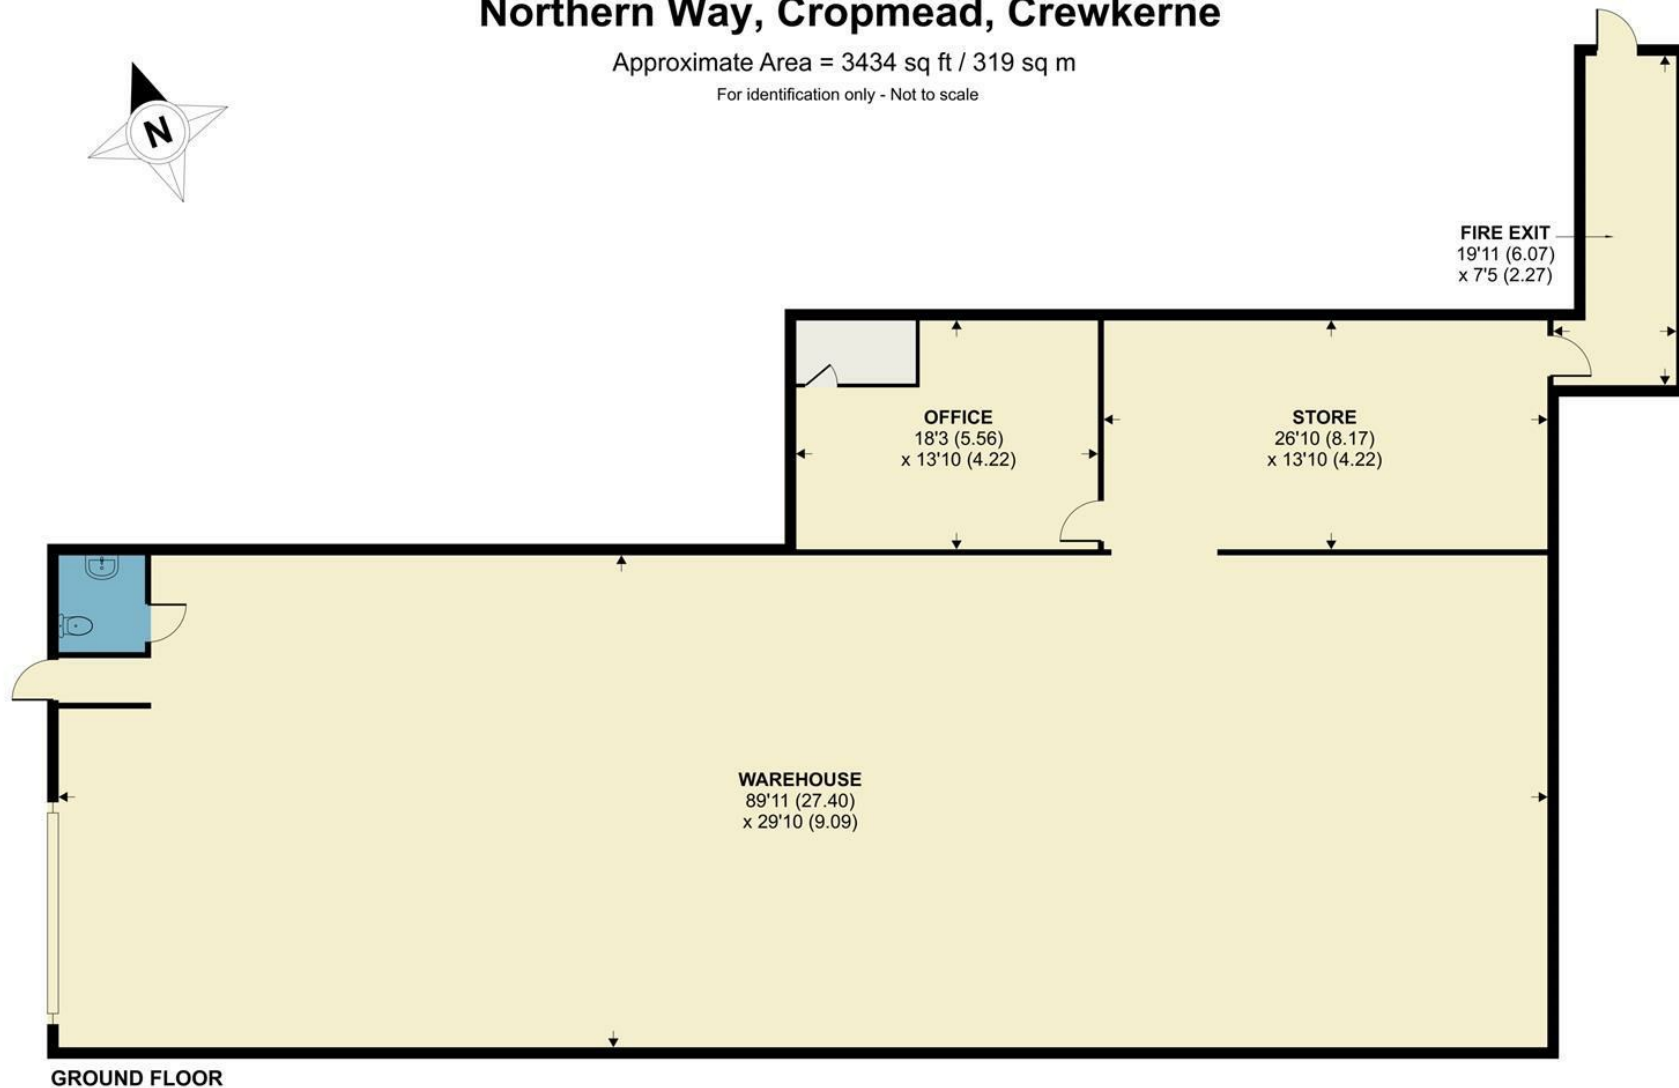 Northern Way, Cropmead, Crewkerne
Approximate Area = 3434 sq ft / 319 sq m
For identification only - Not to scale
N
FIRE EXIT
19'11 (6.07)
x 7'5 (2.27)
OFFICE
18'3 (5.56)
x 13'10 (4.22)
STORE
26'10 (8.17)
x 13'10 (4.22)
WAREHOUSE
89'11 (27.40)
x 29'10 (9.09)
GROUND FLOOR